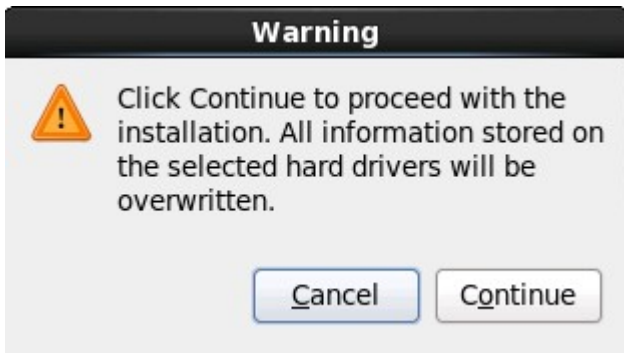 Warning
Click Continue to proceed with the
installation. All information stored on
the selected hard drivers will be
overwritten.
Cancel
Continue